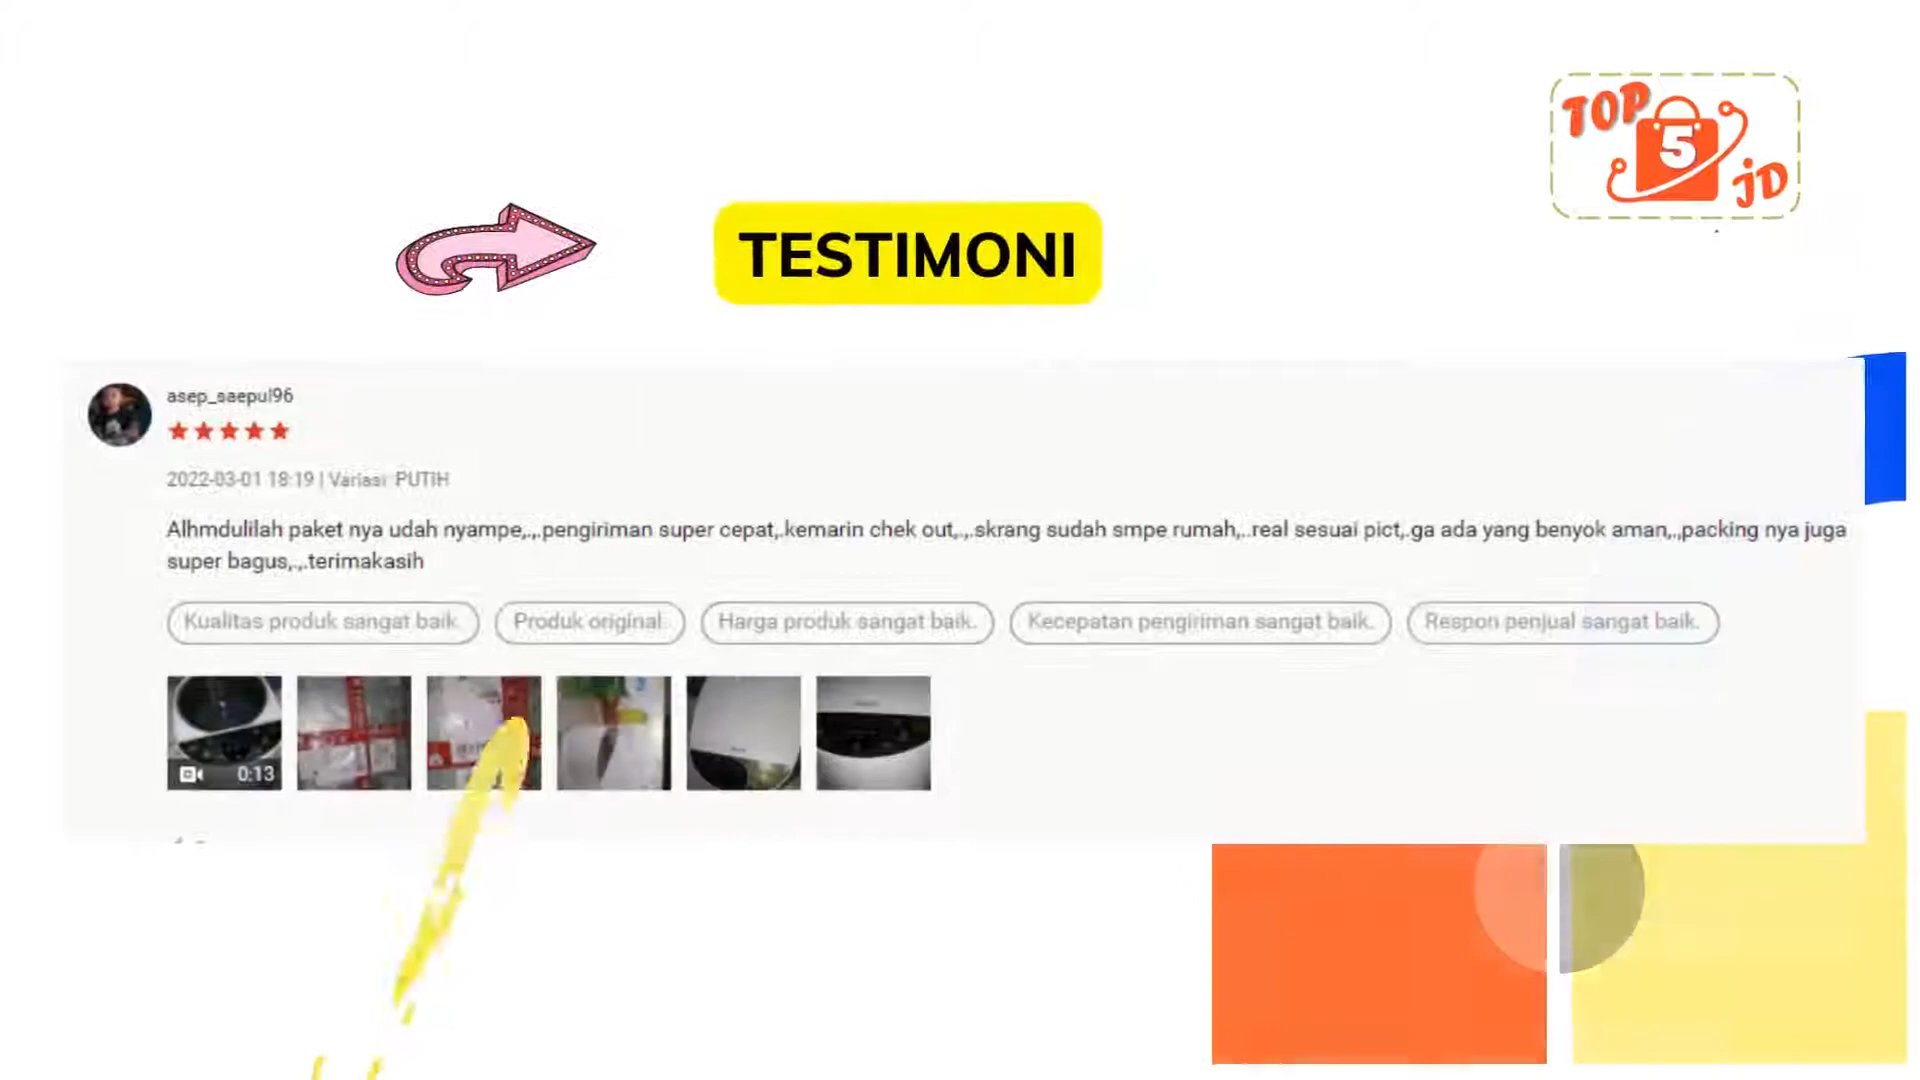 TOP
5
JD
TESTIMONI
asep_saepul96
2022-03-01 18:19 | Variasi: PUTIH
Alhmdulilah paket nya udah nyampe,.,.pengiriman super cepat,.kemarin chek out,.,.skrang sudah smpe rumah,..real sesuai pict,.ga ada yang benyok aman,.,packing nya juga
super bagus,.,.terimakasih
Kualitas produk sangat baik.
Produk original.
Harga produk sangat baik.
Kecepatan pengiriman sangat baik.
Respon penjual sangat baik.
0:13